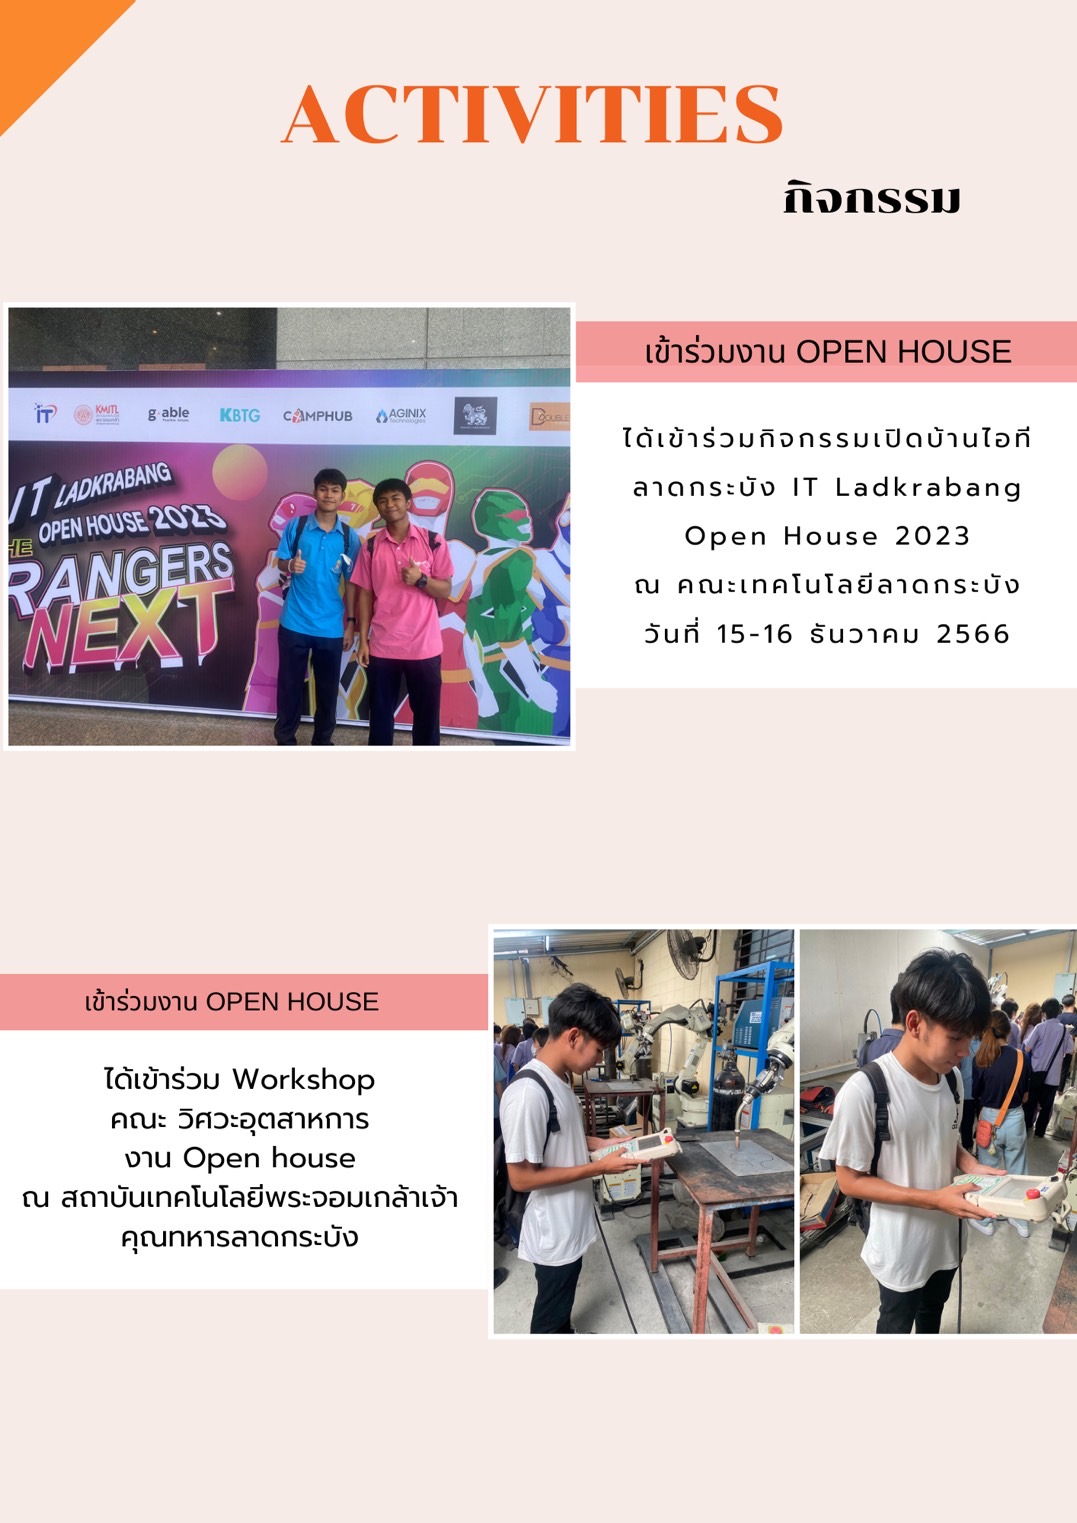 ACTIVITIES
กิจกรรม
เข้าร่วมงาน OPEN HOUSE
ได้เข้าร่วมกิจกรรมเปิดบ้านไอที
ลาดกระบัง IT Ladkrabang
Open House 2023
ณ คณะเทคโนโลยีลาดกระบัง
วันที่ 15-16 ธันวาคม 2566
iT KMITL g-able KBTG CAMPHUB AGINIX DOUBLE
Technologies
IT LADKRABANG
OPEN HOUSE 2023
HE
RANGERS
NEXT
เข้าร่วมงาน OPEN HOUSE
ได้เข้าร่วม Workshop
คณะ วิศวะอุตสาหการ
งาน Open house
ณ สถาบันเทคโนโลยีพระจอมเกล้าเจ้า
คุณทหารลาดกระบัง